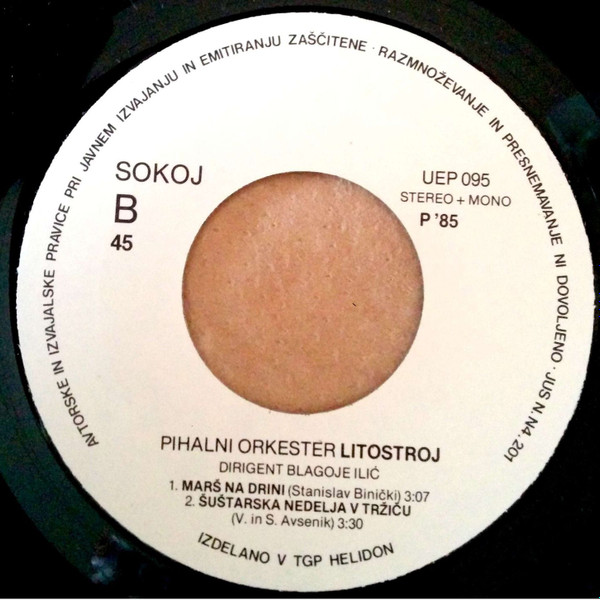 AVTORSKE IN IZVAJALSKE PRAVICE PRI JAVNEM IZVAJANJU IN EMITIRANJU ZAŠČITENE · RAZMNOŽEVANJE IN PRESNEMAVANJE NI DOVOLJENO · JUS N.N4. 201
SOKOJ
B
45
UEP 095
STEREO + MONO
P '85
PIHALNI ORKESTER LITOSTROJ
DIRIGENT BLAGOJE ILIĆ
1. MARŠ NA DRINI (Stanislav Binički) 3:07
2. ŠUŠTARSKA NEDELJA V TRŽIČU
(V. in S. Avsenik) 3:30
IZDELANO V TGP HELIDON